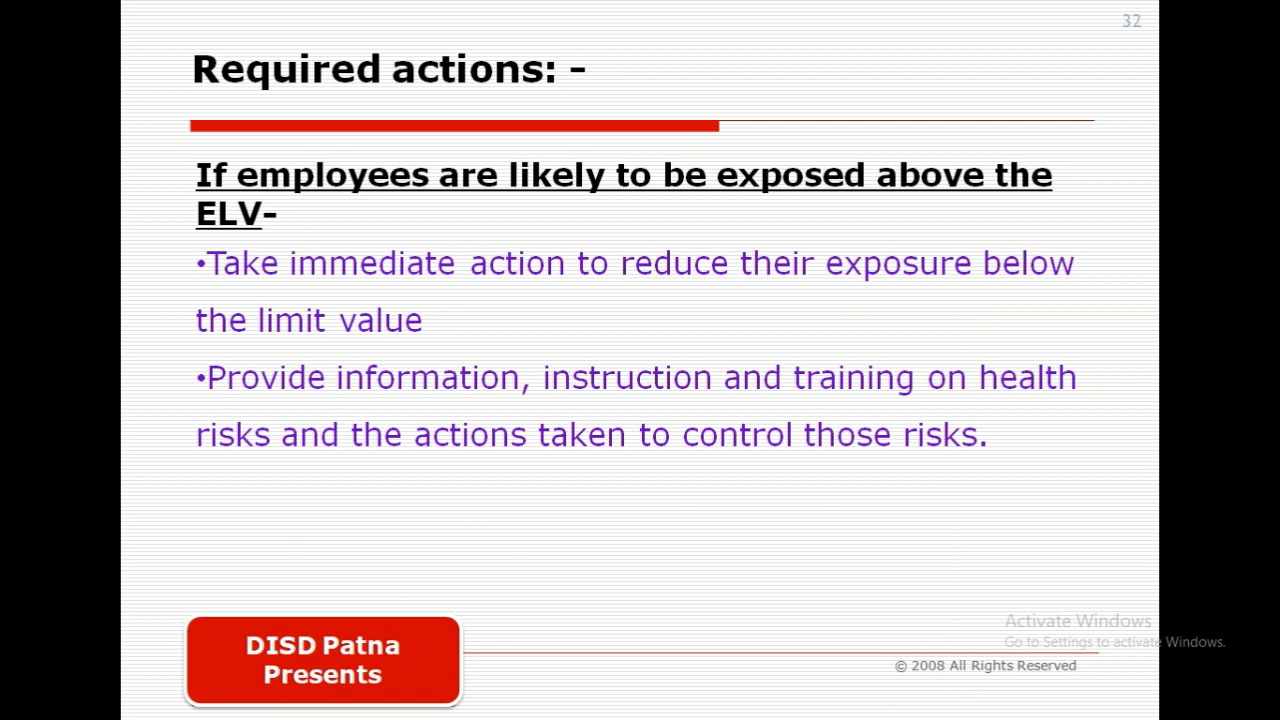 32
Required actions: -
If employees are likely to be exposed above the
ELV-
•Take immediate action to reduce their exposure below
the limit value
•Provide information, instruction and training on health
risks and the actions taken to control those risks.
Activate Windows
Go to Settings to activate Windows.
DISD Patna
Presents
© 2008 All Rights Reserved